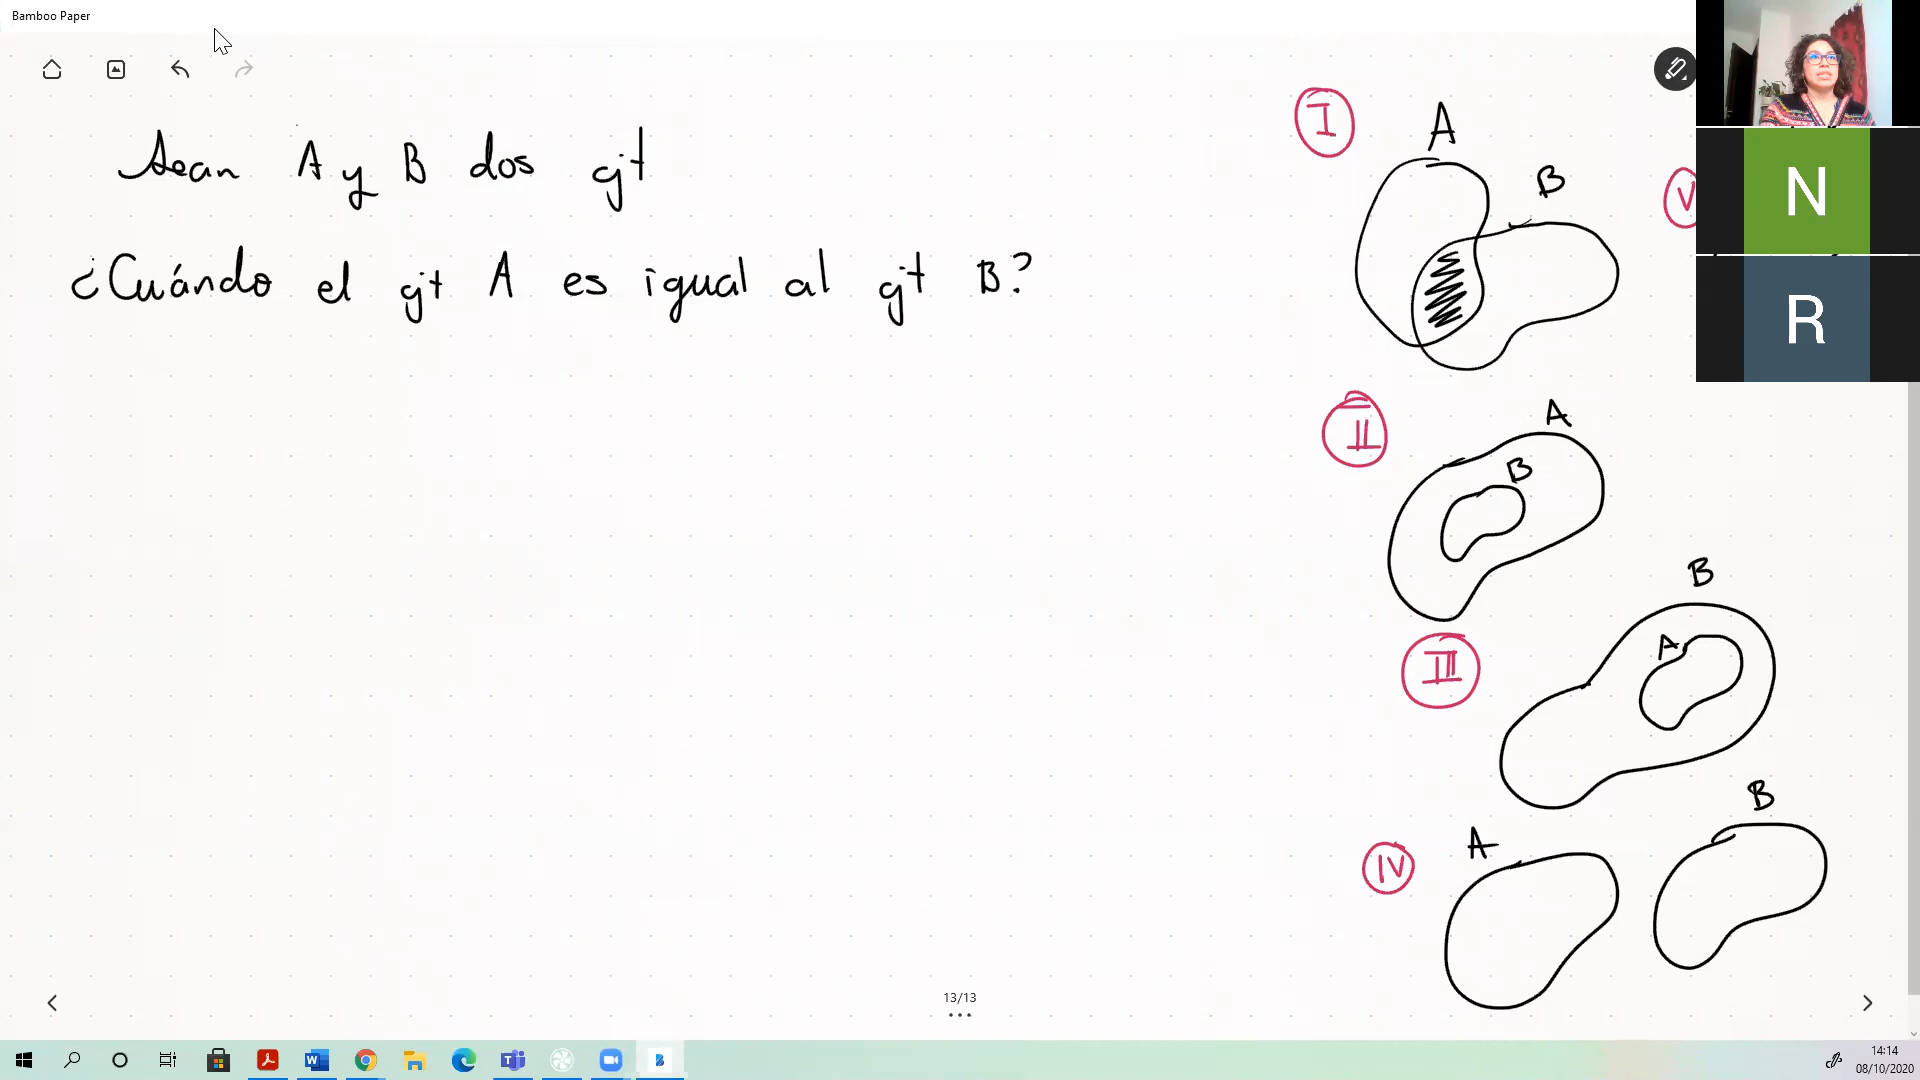 Bamboo Paper
Sean A y B dos cjt
¿Cuándo el cjt A es igual al cjt B?
I
A
B
V
N
R
II
A
B
III
B
A
IV
A
B
13/13
14:14
08/10/2020